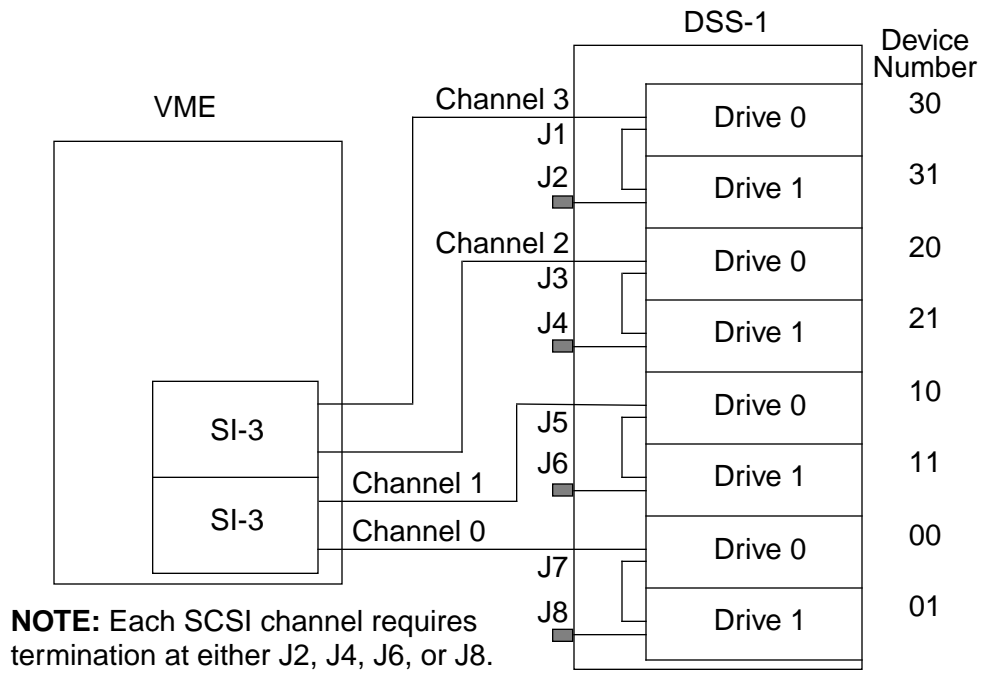 DSS-1
Device
Number
VME
Channel 3
Drive 0
30
J1
J2
Drive 1
31
Channel 2
Drive 0
20
J3
J4
Drive 1
21
SI-3
Drive 0
10
J5
J6
Drive 1
11
Channel 1
SI-3
Channel 0
Drive 0
00
J7
J8
Drive 1
01
NOTE: Each SCSI channel requires
termination at either J2, J4, J6, or J8.